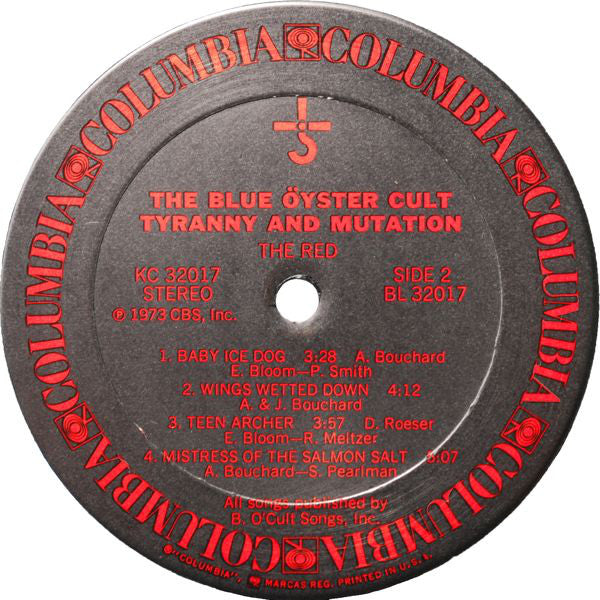 COLUMBIA COLUMBIA COLUMBIA COLUMBIA COLUMBIA COLUMBIA
THE BLUE ÖYSTER CULT
TYRANNY AND MUTATION
THE RED
KC 32017 SIDE 2
STEREO BL 32017
℗ 1973 CBS, Inc.
1. BABY ICE DOG 3:28 A. Bouchard
E. Bloom—P. Smith
2. WINGS WETTED DOWN 4:12
A. & J. Bouchard
3. TEEN ARCHER 3:57 D. Roeser
E. Bloom—R. Meltzer
4. MISTRESS OF THE SALMON SALT 5:07
A. Bouchard—S. Pearlman
All songs published by
B. O'Cult Songs, Inc.
® "COLUMBIA", MARCAS REG. PRINTED IN U.S.A.